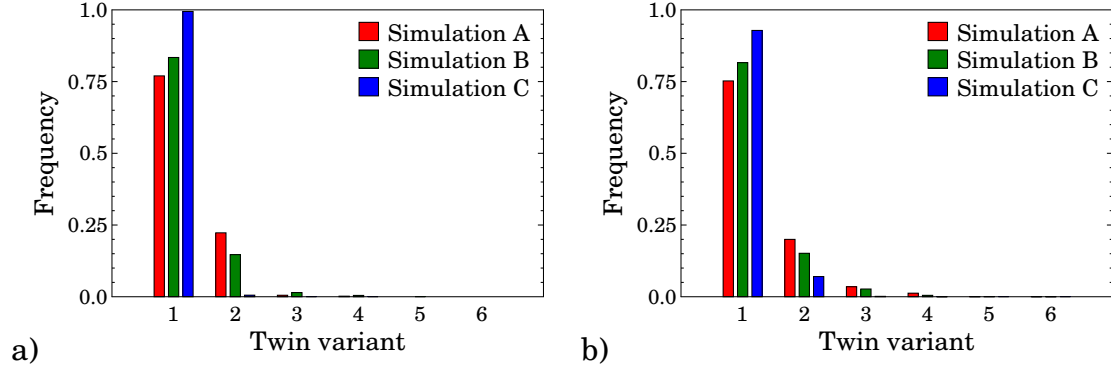 1.0
0.75
0.5
0.25
0.0
Frequency
Simulation A
Simulation B
Simulation C
1 2 3 4 5 6
Twin variant
a)
1.0
0.75
0.5
0.25
0.0
Frequency
Simulation A
Simulation B
Simulation C
1 2 3 4 5 6
Twin variant
b)